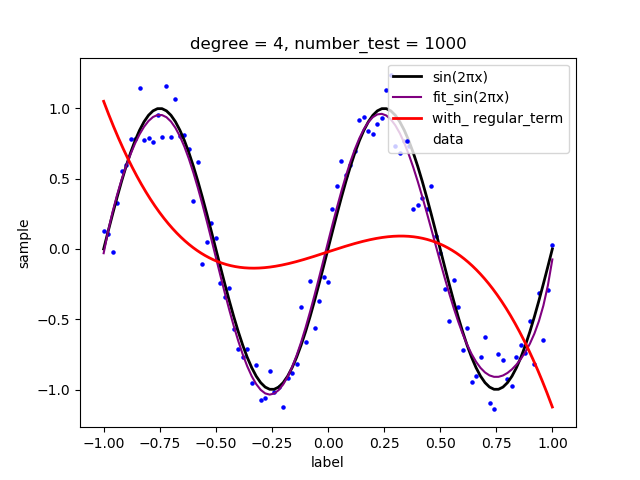 degree = 4, number_test = 1000
sin(2πx)
fit_sin(2πx)
with_ regular_term
data
sample
1.0
0.5
0.0
−0.5
−1.0
−1.00 −0.75 −0.50 −0.25 0.00 0.25 0.50 0.75 1.00
label